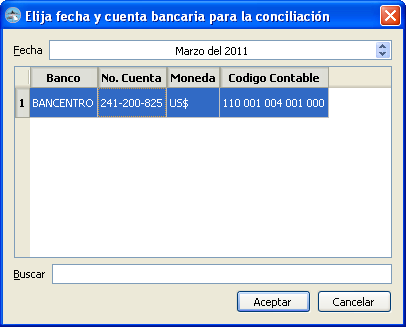 Elija fecha y cuenta bancaria para la conciliación
Fecha Marzo del 2011
Banco No. Cuenta Moneda Codigo Contable
1 BANCENTRO 241-200-825 US$ 110 001 004 001 000
Buscar
Aceptar Cancelar